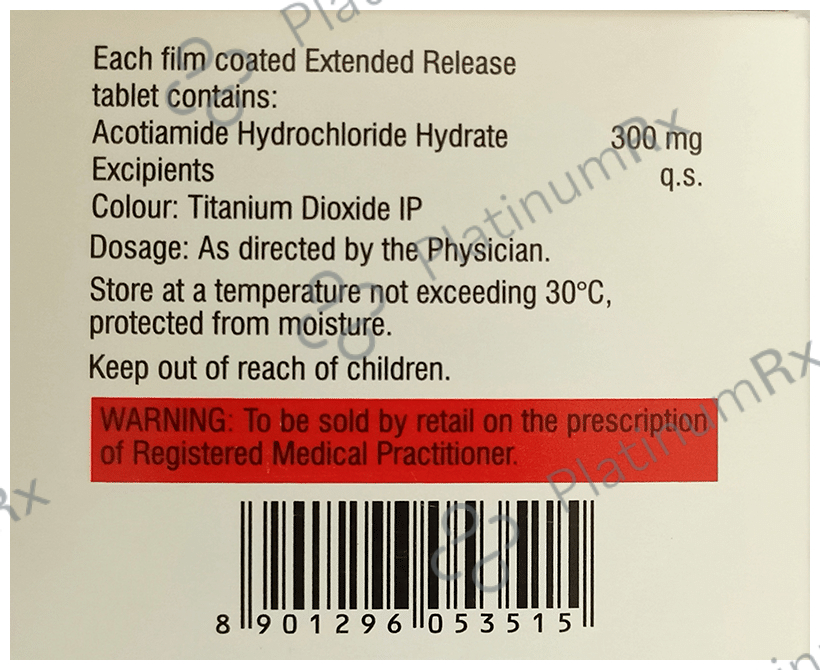 Each film coated Extended Release
tablet contains:
Acotiamide Hydrochloride Hydrate 300 mg
Excipients q.s.
Colour: Titanium Dioxide IP
Dosage: As directed by the Physician.
Store at a temperature not exceeding 30°C,
protected from moisture.
Keep out of reach of children.
WARNING: To be sold by retail on the prescription
of Registered Medical Practitioner.
8 901296 053515
PlatinumRx
PlatinumRx
PlatinumRx
Rx